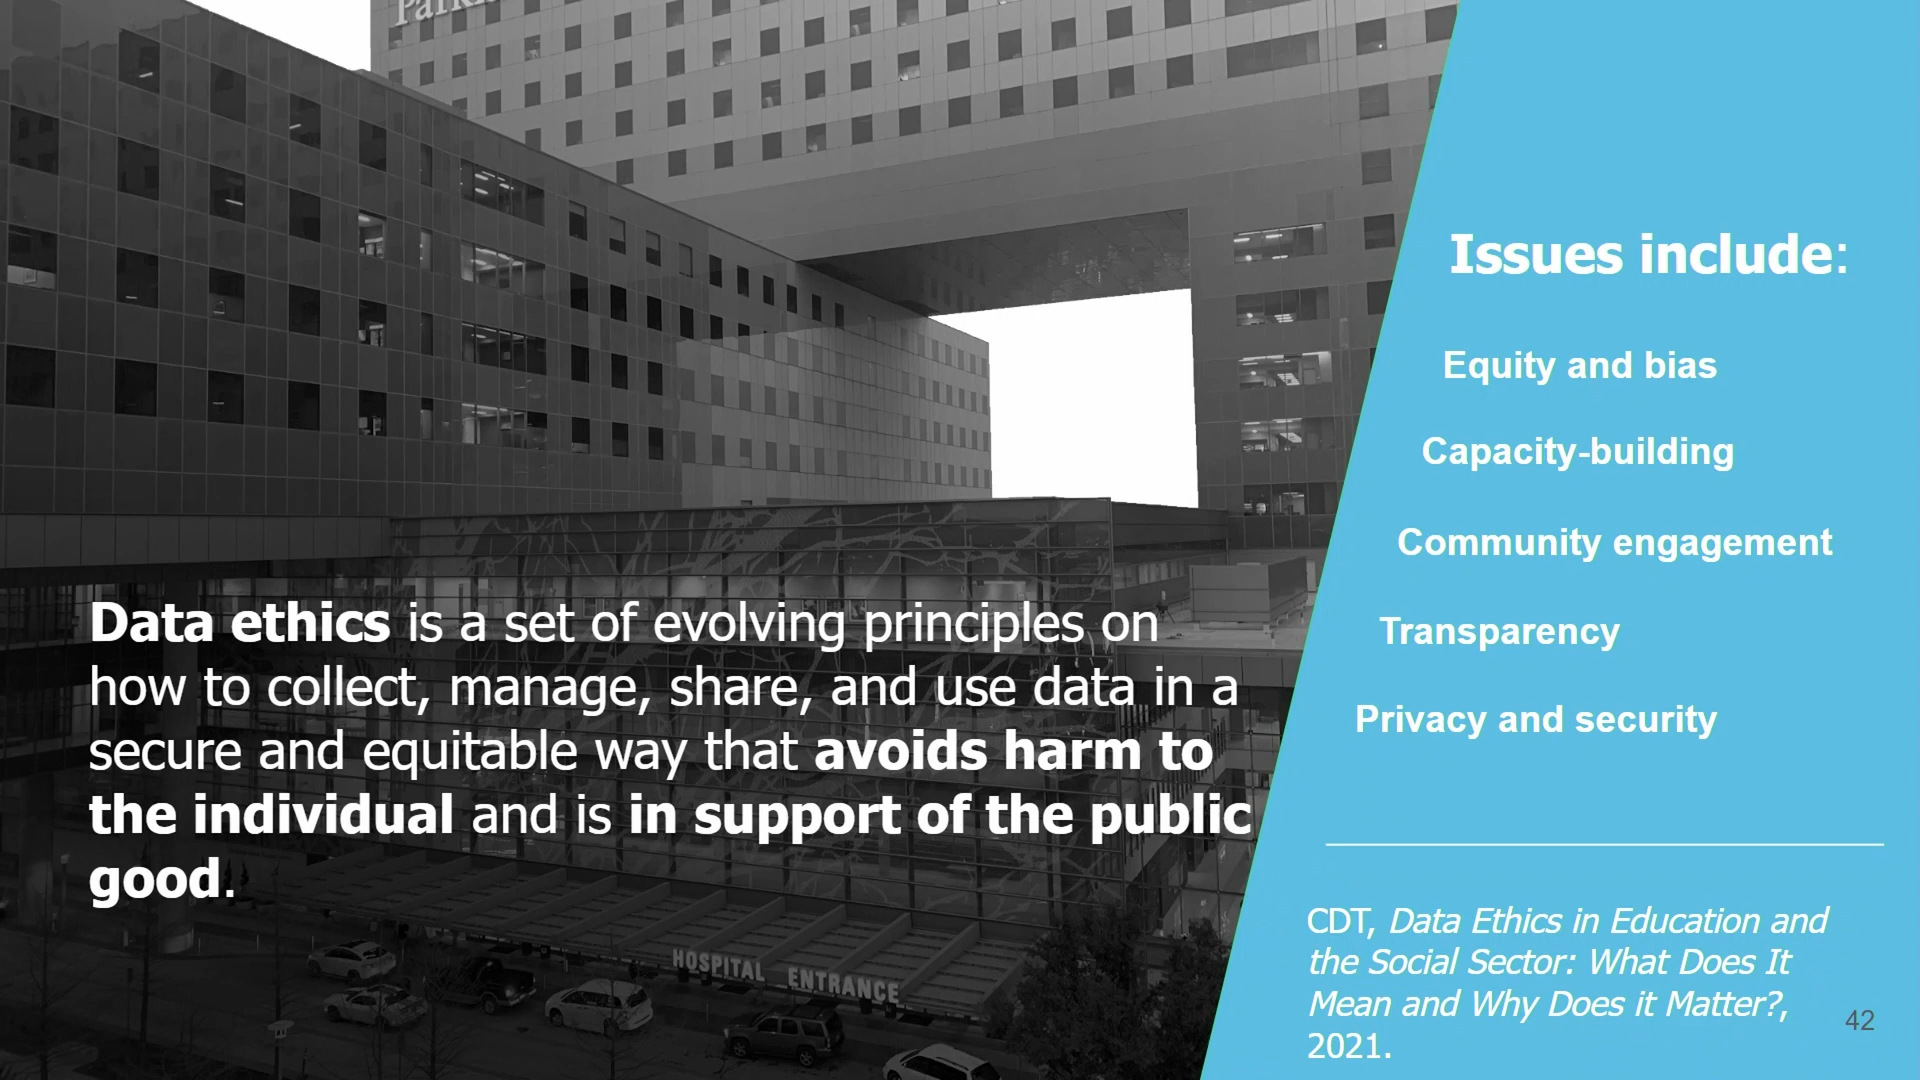 Data ethics is a set of evolving principles on
how to collect, manage, share, and use data in a
secure and equitable way that avoids harm to
the individual and is in support of the public
good.
HOSPITAL ENTRANCE
Issues include:
Equity and bias
Capacity-building
Community engagement
Transparency
Privacy and security
CDT, Data Ethics in Education and
the Social Sector: What Does It
Mean and Why Does it Matter?,
2021.
42